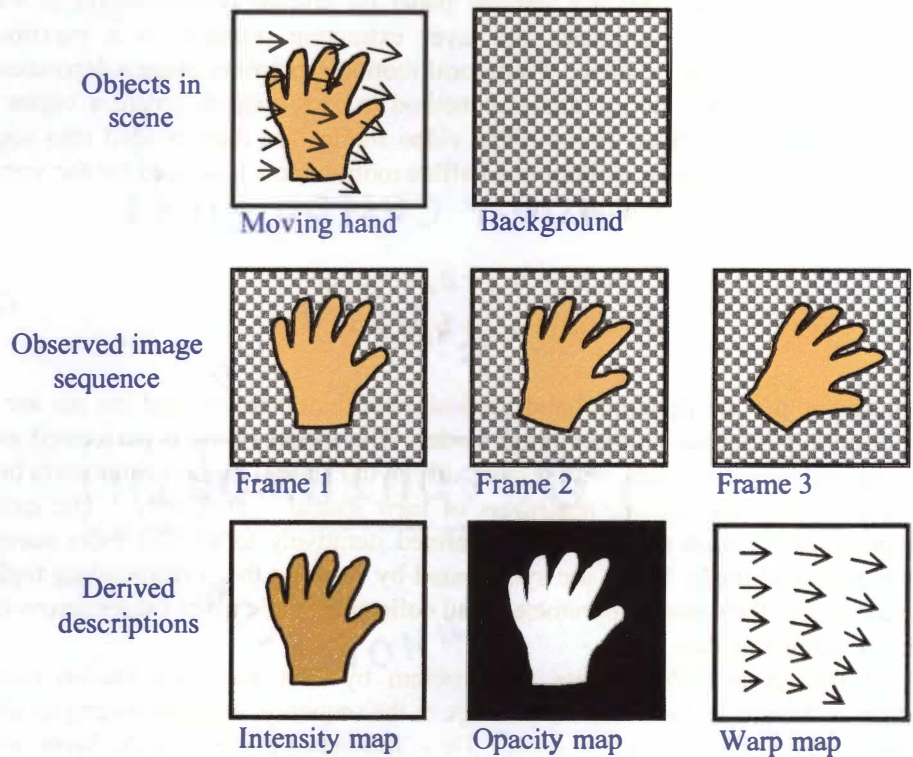 Objects in
scene
Moving hand
Background
Observed image
sequence
Frame 1
Frame 2
Frame 3
Derived
descriptions
Intensity map
Opacity map
Warp map